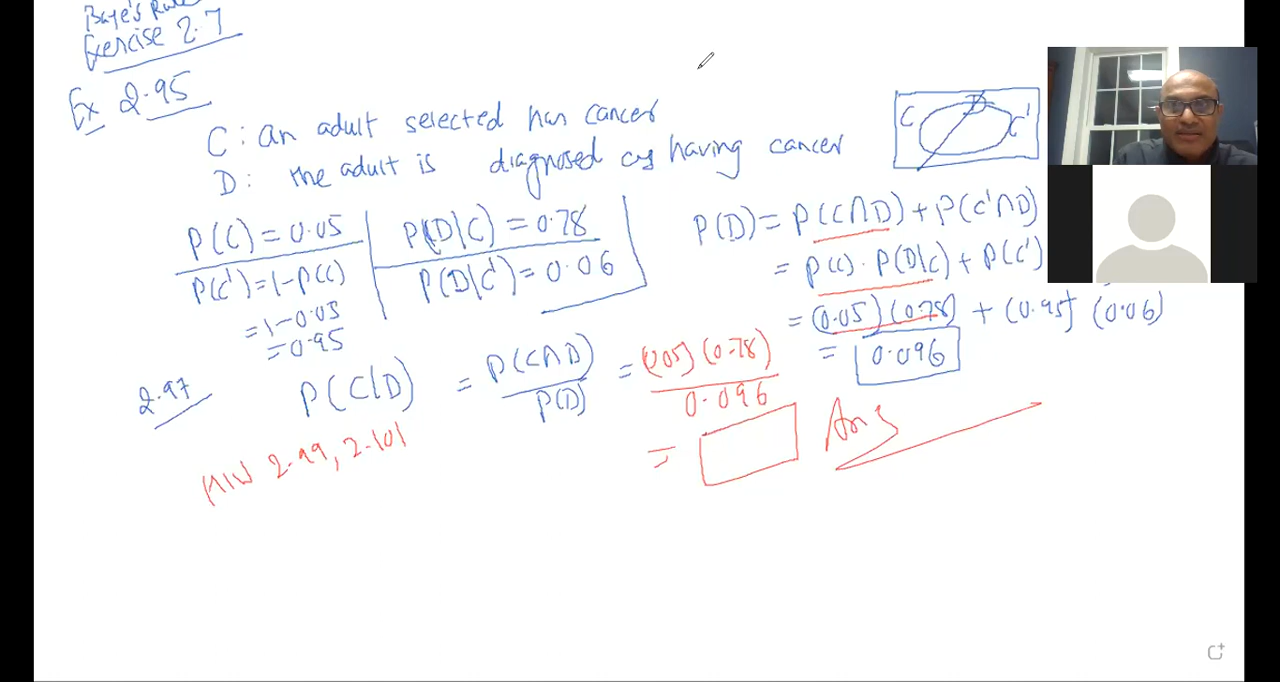 Baye's Rule
Exercise 2.7
Ex 2.95
C: an adult selected has cancer
D: the adult is diagnosed as having cancer
C D C'
P(C) = 0.05
P(C') = 1 - P(C)
= 1 - 0.05
= 0.95
P(D|C) = 0.78
P(D|C') = 0.06
P(D) = P(C∩D) + P(C'∩D)
= P(C) · P(D|C) + P(C')
= (0.05) (0.78) + (0.95) (0.06)
= 0.096
2.97
P(C|D) = P(C∩D) / P(D) = (.05) (0.78) / 0.096
= Ans
HW 2.99, 2.101